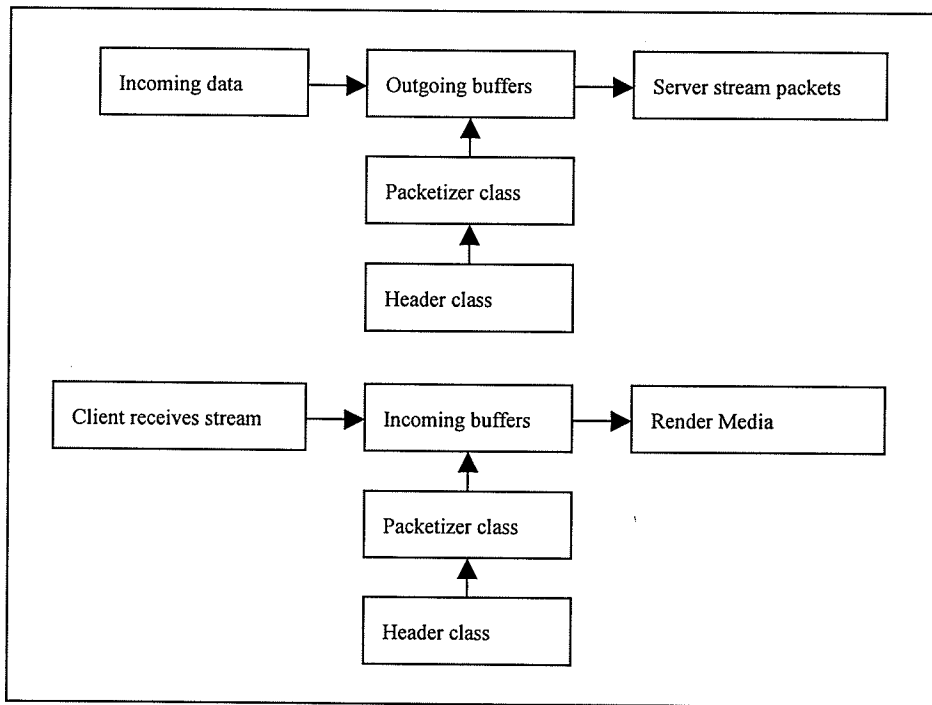 Incoming data
Outgoing buffers
Server stream packets
Packetizer class
Header class
Client receives stream
Incoming buffers
Render Media
Packetizer class
Header class